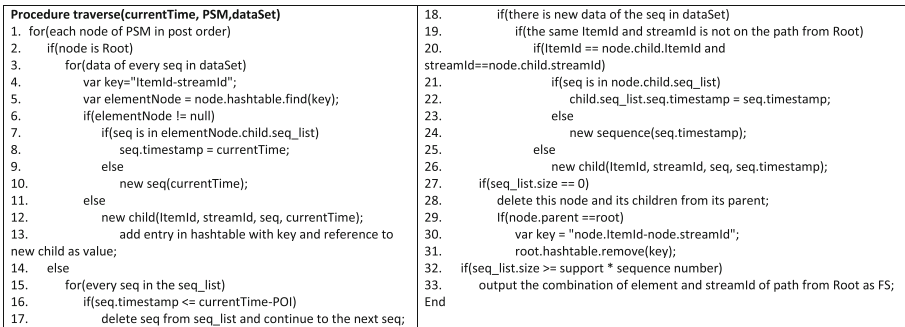 Procedure traverse(currentTime, PSM,dataSet)
1. for(each node of PSM in post order)
2. if(node is Root)
3. for(data of every seq in dataSet)
4. var key="ItemId-streamId";
5. var elementNode = node.hashtable.find(key);
6. if(elementNode != null)
7. if(seq is in elementNode.child.seq_list)
8. seq.timestamp = currentTime;
9. else
10. new seq(currentTime);
11. else
12. new child(ItemId, streamId, seq, currentTime);
13. add entry in hashtable with key and reference to
new child as value;
14. else
15. for(every seq in the seq_list)
16. if(seq.timestamp <= currentTime-POI)
17. delete seq from seq_list and continue to the next seq;
18. if(there is new data of the seq in dataSet)
19. if(the same ItemId and streamId is not on the path from Root)
20. if(ItemId == node.child.ItemId and
streamId==node.child.streamId)
21. if(seq is in node.child.seq_list)
22. child.seq_list.seq.timestamp = seq.timestamp;
23. else
24. new sequence(seq.timestamp);
25. else
26. new child(ItemId, streamId, seq, seq.timestamp);
27. if(seq_list.size == 0)
28. delete this node and its children from its parent;
29. If(node.parent ==root)
30. var key = "node.ItemId-node.streamId";
31. root.hashtable.remove(key);
32. if(seq_list.size >= support * sequence number)
33. output the combination of element and streamId of path from Root as FS;
End